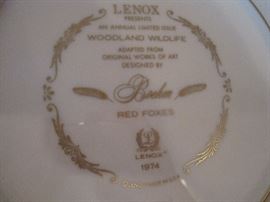 LENOX
PRESENTS
AN ANNUAL LIMITED ISSUE
WOODLAND WILDLIFE
ADAPTED FROM
ORIGINAL WORKS OF ART
DESIGNED BY
Boehm
RED FOXES
LENOX®
1974